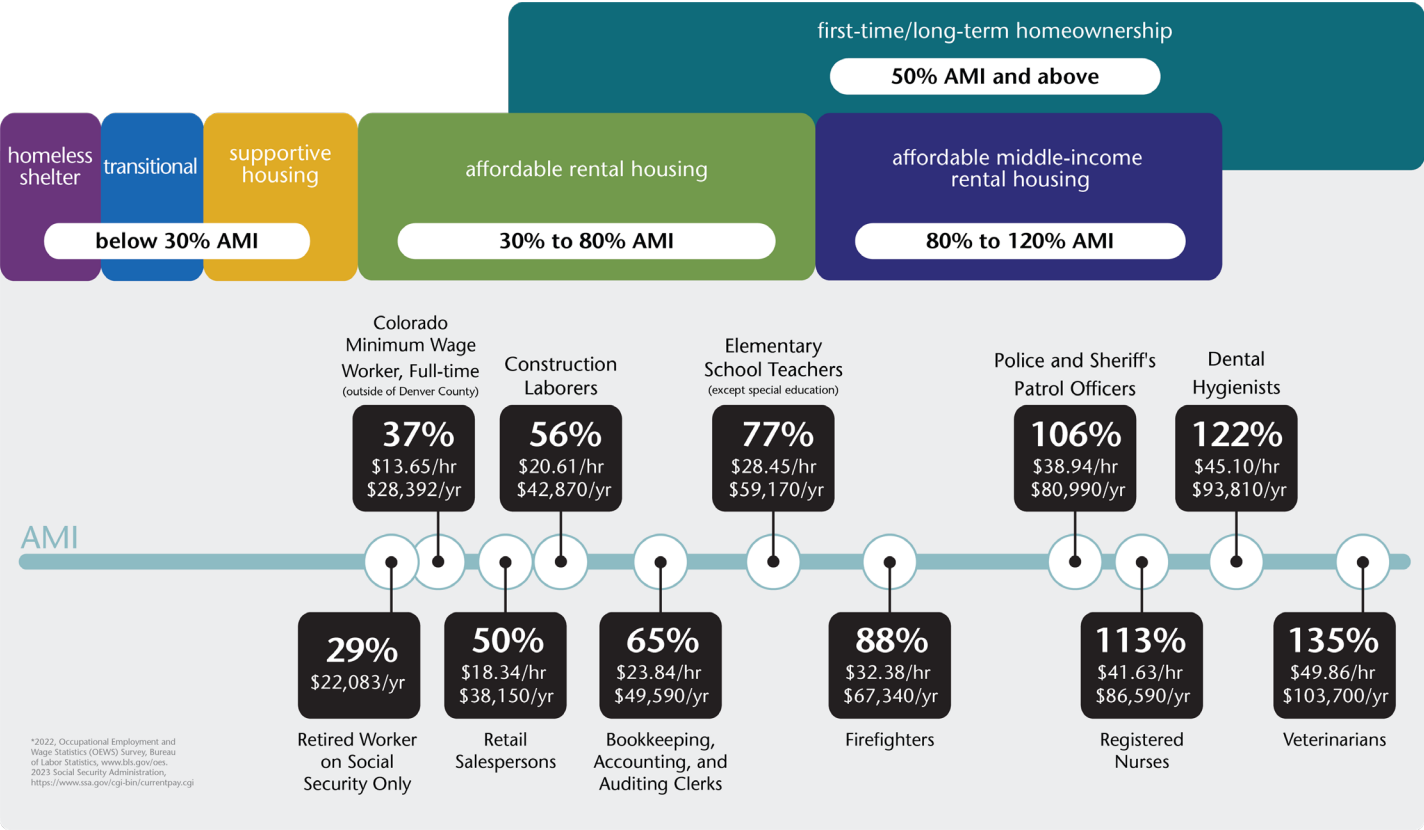 first-time/long-term homeownership
50% AMI and above
homeless
shelter
transitional
supportive
housing
below 30% AMI
affordable rental housing
30% to 80% AMI
affordable middle-income
rental housing
80% to 120% AMI
Colorado
Minimum Wage
Worker, Full-time
(outside of Denver County)
37%
$13.65/hr
$28,392/yr
Construction
Laborers
56%
$20.61/hr
$42,870/yr
Elementary
School Teachers
(except special education)
77%
$28.45/hr
$59,170/yr
Police and Sheriff's
Patrol Officers
106%
$38.94/hr
$80,990/yr
Dental
Hygienists
122%
$45.10/hr
$93,810/yr
AMI
29%
$22,083/yr
Retired Worker
on Social
Security Only
50%
$18.34/hr
$38,150/yr
Retail
Salespersons
65%
$23.84/hr
$49,590/yr
Bookkeeping,
Accounting, and
Auditing Clerks
88%
$32.38/hr
$67,340/yr
Firefighters
113%
$41.63/hr
$86,590/yr
Registered
Nurses
135%
$49.86/hr
$103,700/yr
Veterinarians
*2022, Occupational Employment and
Wage Statistics (OEWS) Survey, Bureau
of Labor Statistics, www.bls.gov/oes.
2023 Social Security Administration,
https://www.ssa.gov/cgi-bin/currentpay.cgi